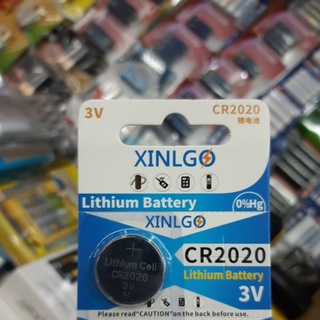 3V
CR2020
锂电池
XINLGO
Lithium Battery
0%Hg
XINLGO
+
Lithium Cell
CR2020
3V
CR2020
Lithium Battery
3V
Please read"CAUTION"on the back before use.